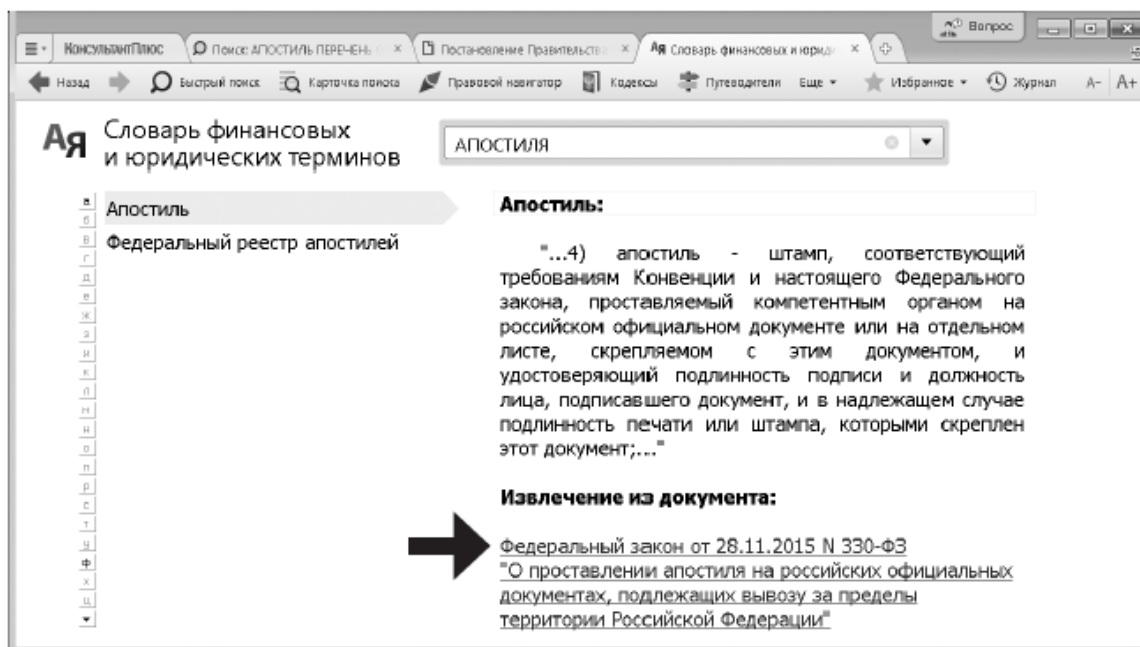 Вопрос
КонсультантПлюс
Поиск: АПОСТИЛЬ ПЕРЕЧЕНЬ
Постановление Правительства
Ая Словарь финансовых и юриди
Назад
Быстрый поиск
Карточка поиска
Правовой навигатор
Кодексы
Путеводители
Еще
Избранное
Журнал
А- А+
Ая
Словарь финансовых
и юридических терминов
АПОСТИЛЯ
а
б
в
г
д
е
ж
з
и
к
л
м
н
о
п
р
с
т
у
ф
х
ц
Апостиль
Федеральный реестр апостилей
Апостиль:
"...4) апостиль - штамп, соответствующий
требованиям Конвенции и настоящего Федерального
закона, проставляемый компетентным органом на
российском официальном документе или на отдельном
листе, скрепляемом с этим документом, и
удостоверяющий подлинность подписи и должность
лица, подписавшего документ, и в надлежащем случае
подлинность печати или штампа, которыми скреплен
этот документ;..."
Извлечение из документа:
Федеральный закон от 28.11.2015 N 330-ФЗ
"О проставлении апостиля на российских официальных
документах, подлежащих вывозу за пределы
территории Российской Федерации"